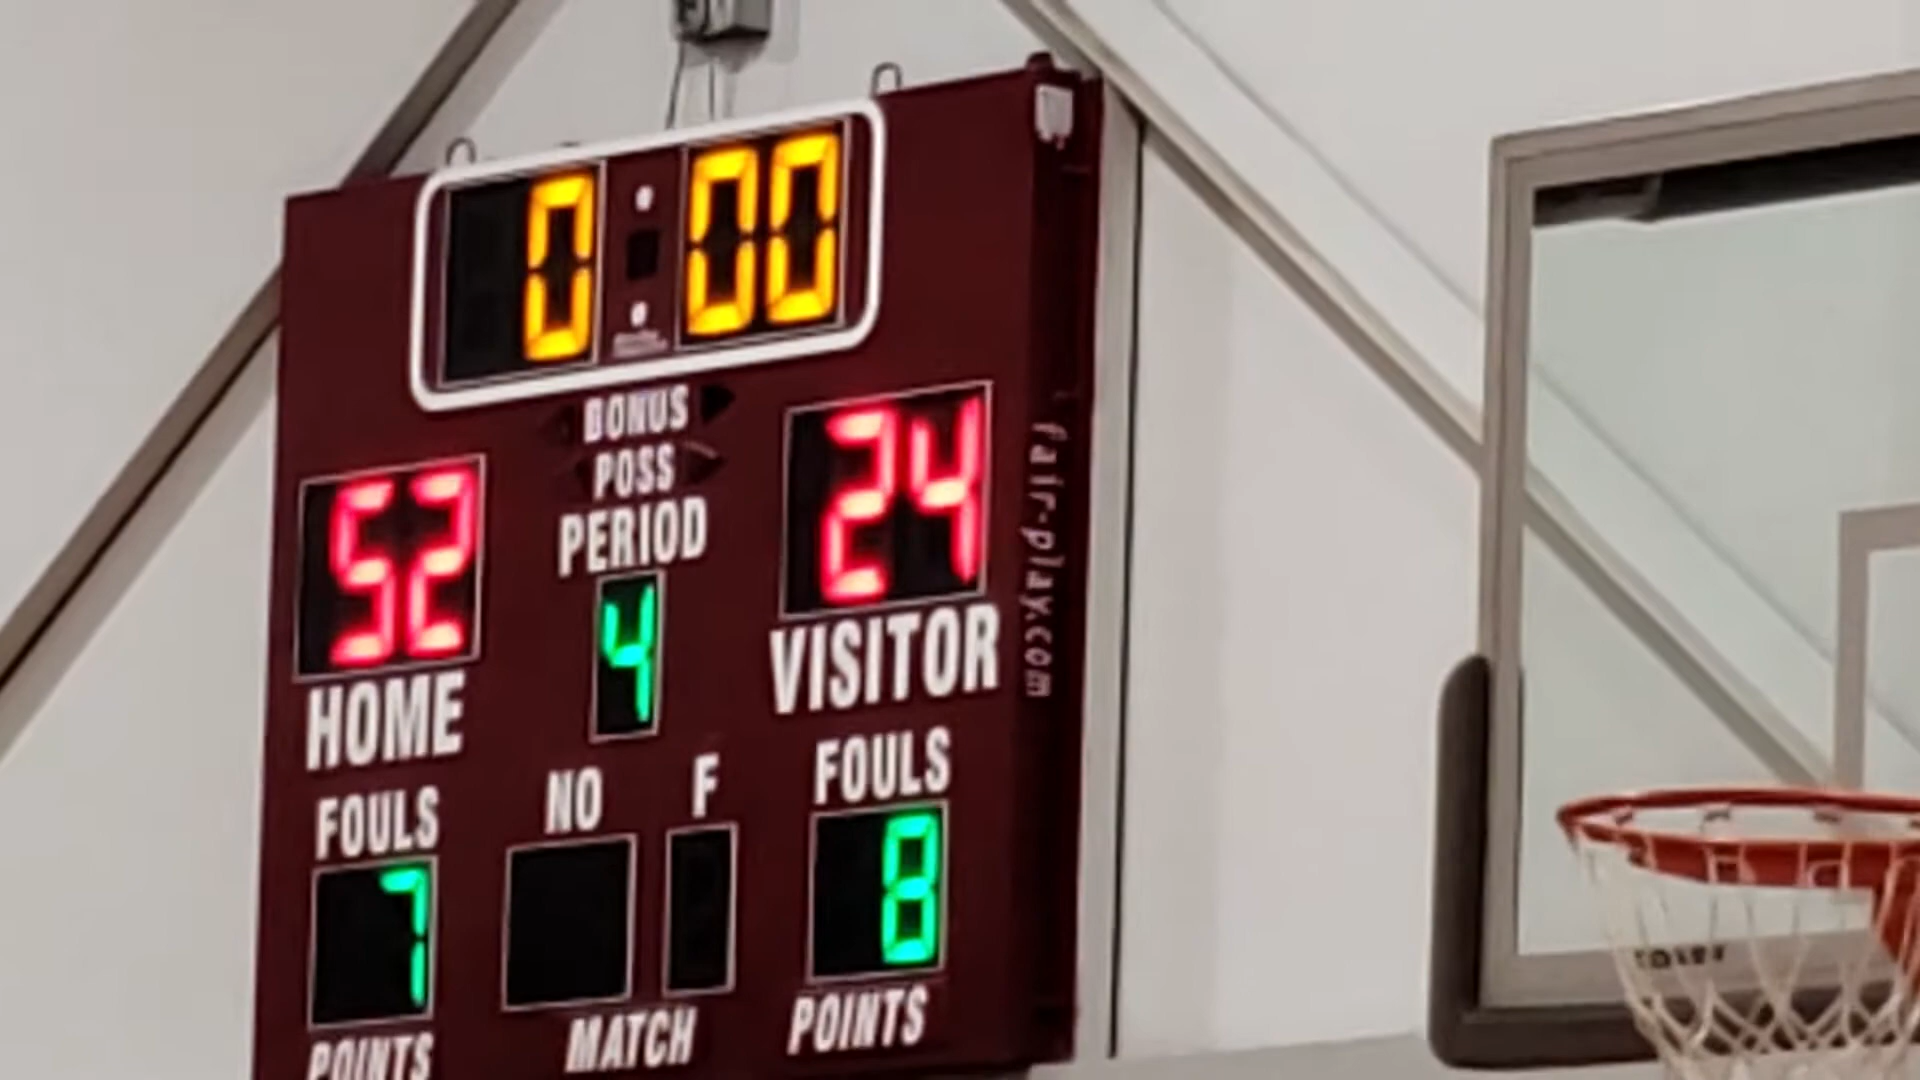 0:00
BONUS
POSS
PERIOD
52
4
24
HOME
VISITOR
FOULS
NO
F
FOULS
7
8
POINTS
MATCH
POINTS
fair-play.com